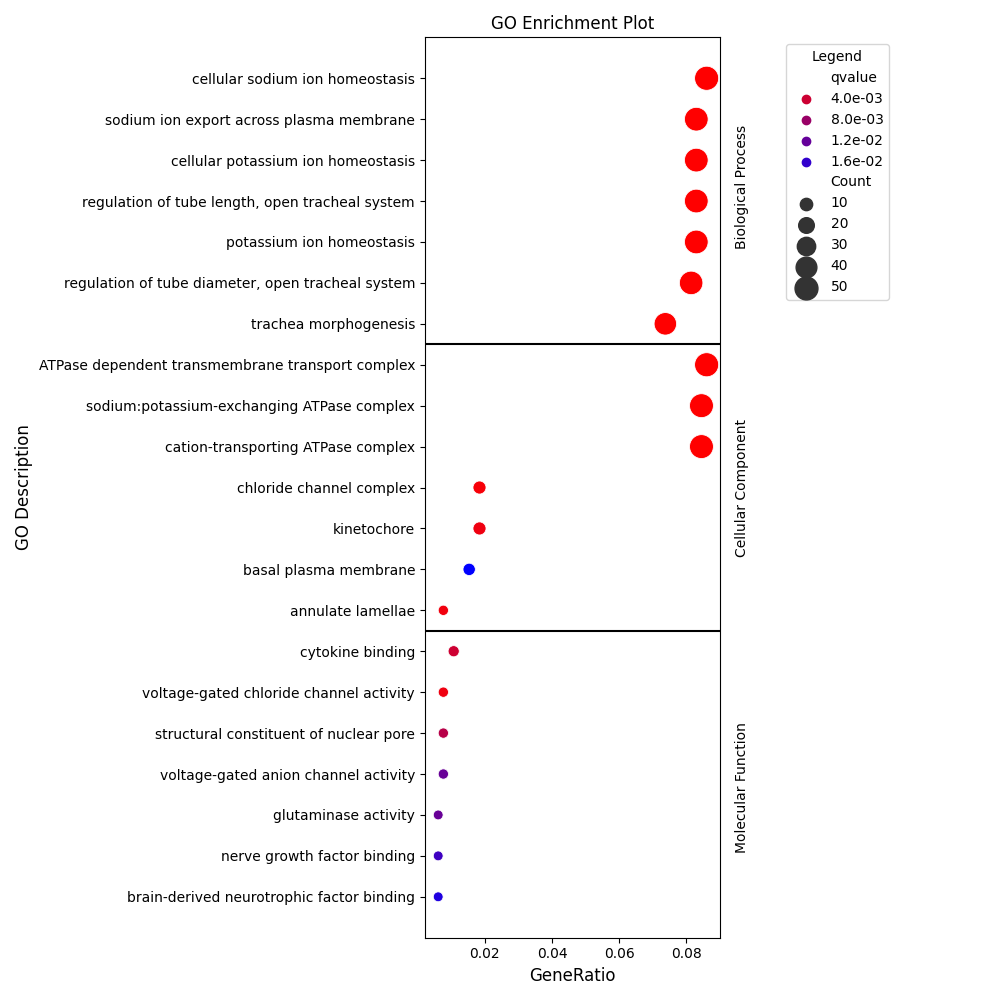 GO Enrichment Plot
cellular sodium ion homeostasis
sodium ion export across plasma membrane
cellular potassium ion homeostasis
regulation of tube length, open tracheal system
potassium ion homeostasis
regulation of tube diameter, open tracheal system
trachea morphogenesis
ATPase dependent transmembrane transport complex
sodium:potassium-exchanging ATPase complex
cation-transporting ATPase complex
chloride channel complex
kinetochore
basal plasma membrane
annulate lamellae
cytokine binding
voltage-gated chloride channel activity
structural constituent of nuclear pore
voltage-gated anion channel activity
glutaminase activity
nerve growth factor binding
brain-derived neurotrophic factor binding
GO Description
0.02 0.04 0.06 0.08
GeneRatio
Biological Process
Cellular Component
Molecular Function
Legend
qvalue
4.0e-03
8.0e-03
1.2e-02
1.6e-02
Count
10
20
30
40
50